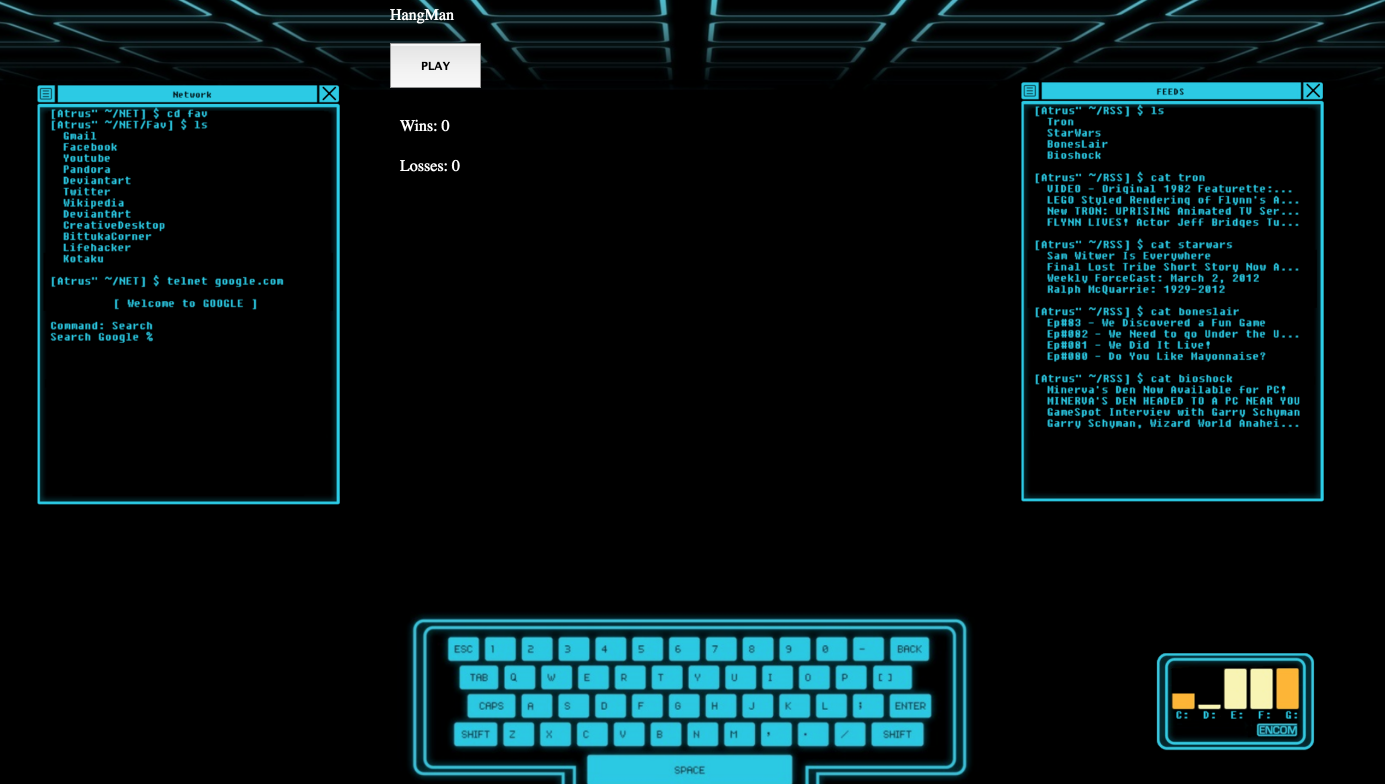 HangMan
PLAY
Wins: 0
Losses: 0
Network
[Atrus" ~/NET] $ cd fav
[Atrus" ~/NET/Fav] $ ls
Gmail
Facebook
Youtube
Pandora
Deviantart
Twitter
Wikipedia
DeviantArt
CreativeDesktop
BittukaCorner
Lifehacker
Kotaku
[Atrus" ~/NET] $ telnet google.com
[ Welcome to GOOGLE ]
Command: Search
Search Google %
FEEDS
[Atrus" ~/RSS] $ ls
Tron
StarWars
BonesLair
Bioshock
[Atrus" ~/RSS] $ cat tron
VIDEO - Original 1982 Featurette:...
LEGO Styled Rendering of Flynn's A...
New TRON: UPRISING Animated TV Ser...
FLYNN LIVES! Actor Jeff Bridges Tu...
[Atrus" ~/RSS] $ cat starwars
Sam Witwer Is Everywhere
Final Lost Tribe Short Story Now A...
Weekly ForceCast: March 2, 2012
Ralph McQuarrie: 1929-2012
[Atrus" ~/RSS] $ cat boneslair
Ep#83 - We Discovered a Fun Game
Ep#082 - We Need to go Under the U...
Ep#081 - We Did It Live!
Ep#080 - Do You Like Mayonnaise?
[Atrus" ~/RSS] $ cat bioshock
Minerva's Den Now Available for PC!
MINERVA'S DEN HEADED TO A PC NEAR YOU
GameSpot Interview with Garry Schyman
Garry Schyman, Wizard World Anahei...
ESC 1 2 3 4 5 6 7 8 9 0 - BACK
TAB Q W E R T Y U I O P [ ]
CAPS A S D F G H J K L ; ENTER
SHIFT Z X C V B N M , . / SHIFT
SPACE
C: D: E: F: G:
ENCOM